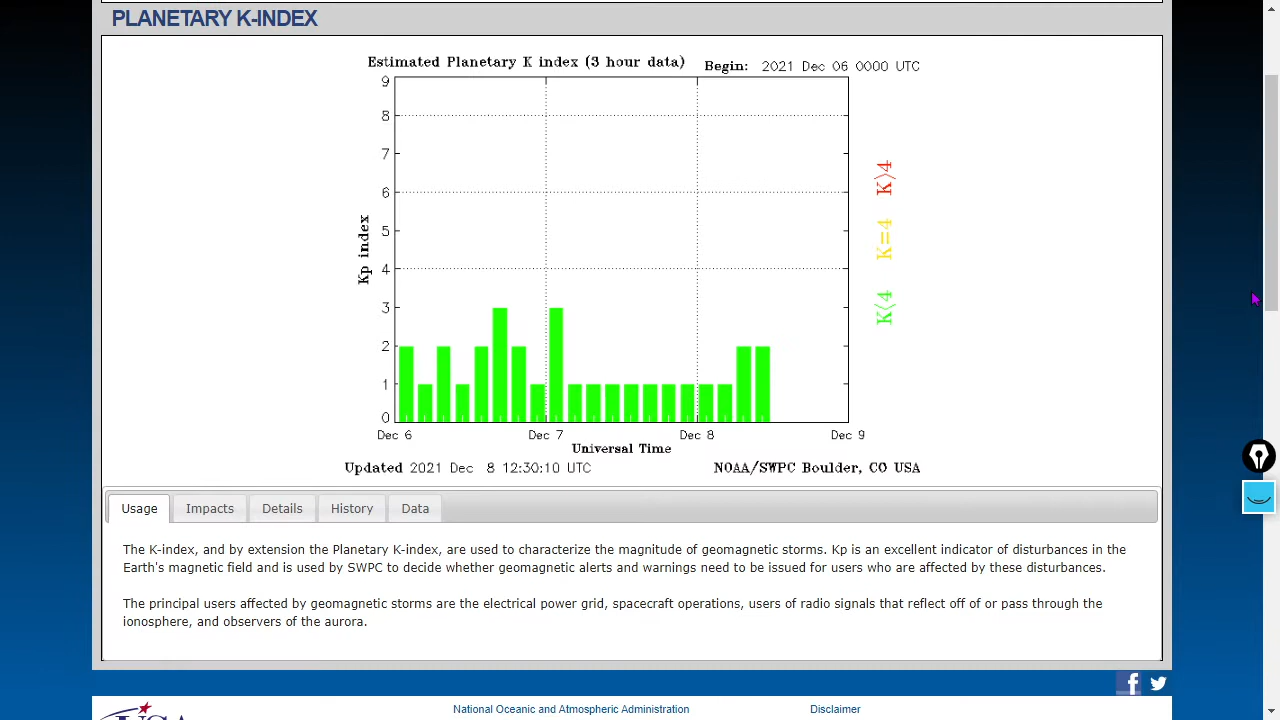 PLANETARY K-INDEX
Estimated Planetary K index (3 hour data)
Begin: 2021 Dec 06 0000 UTC
9
8
7
6
5
4
3
2
1
0
Kp index
K>4
K=4
K<4
Dec 6
Dec 7
Dec 8
Dec 9
Universal Time
Updated 2021 Dec 8 12:30:10 UTC
NOAA/SWPC Boulder, CO USA
Usage
Impacts
Details
History
Data
The K-index, and by extension the Planetary K-index, are used to characterize the magnitude of geomagnetic storms. Kp is an excellent indicator of disturbances in the
Earth's magnetic field and is used by SWPC to decide whether geomagnetic alerts and warnings need to be issued for users who are affected by these disturbances.
The principal users affected by geomagnetic storms are the electrical power grid, spacecraft operations, users of radio signals that reflect off of or pass through the
ionosphere, and observers of the aurora.
National Oceanic and Atmospheric Administration
Disclaimer